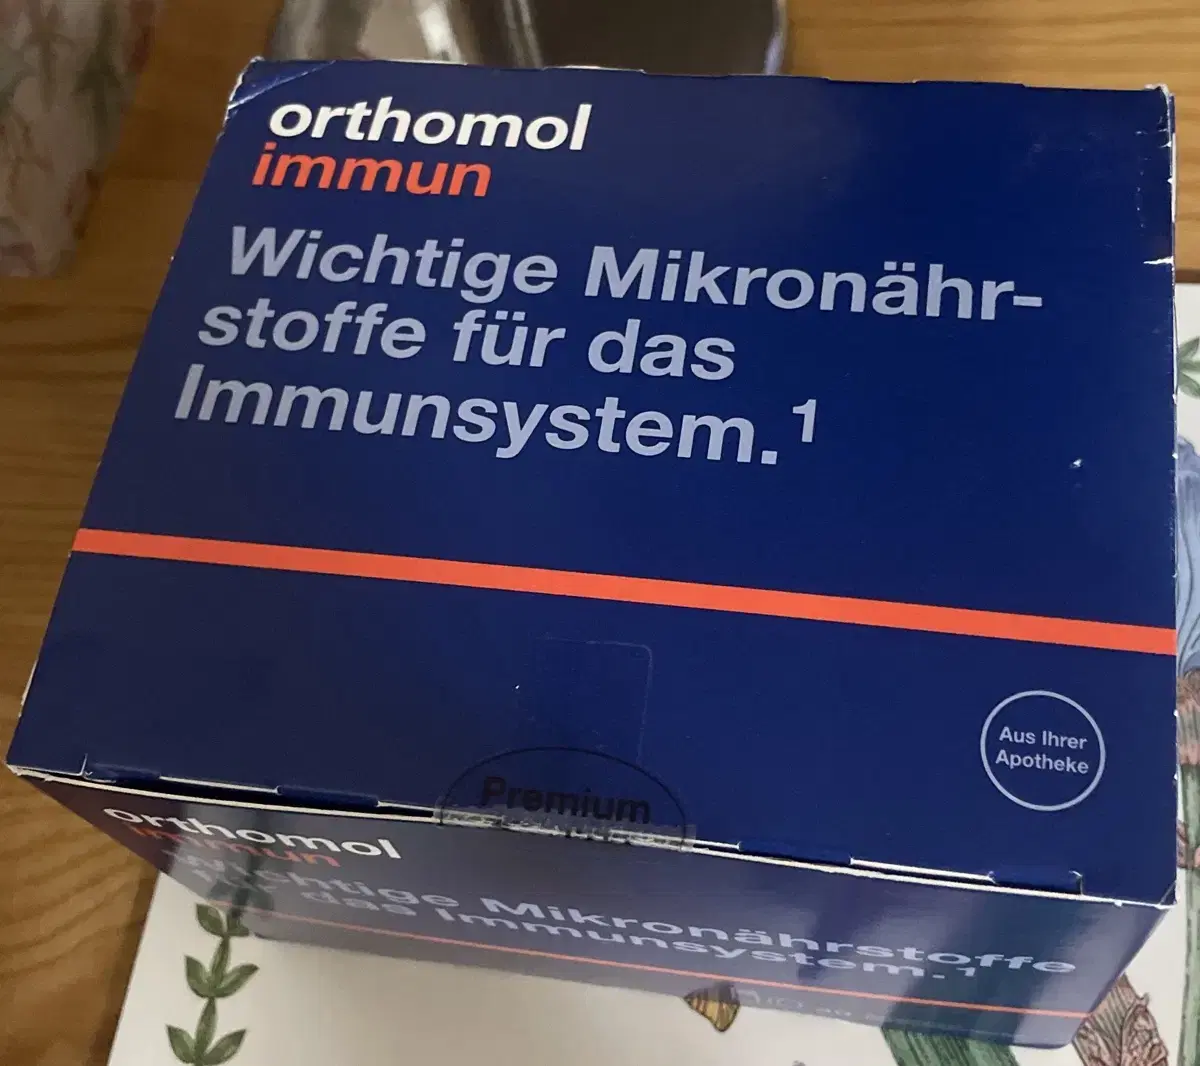 orthomol
immun
Wichtige Mikronähr-
stoffe für das
Immunsystem.¹
Aus Ihrer
Apotheke
Premium
orthomol
immun
Wichtige Mikronährstoffe
für das Immunsystem.¹